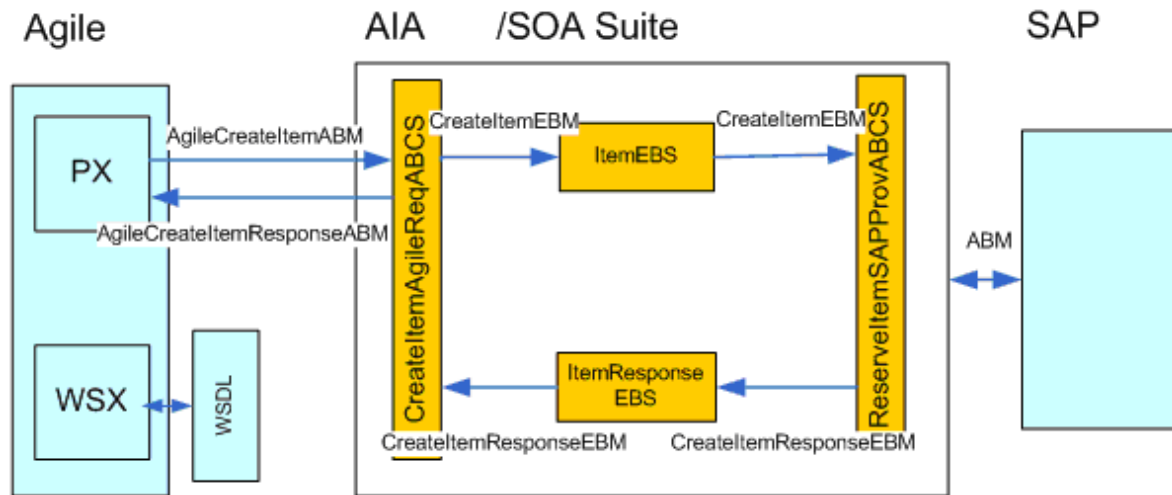 Agile
AIA /SOA Suite
SAP
PX
AgileCreateItemABM
AgileCreateItemResponseABM
CreateItemAgileReqABCS
CreateItemEBM
ItemEBS
CreateItemEBM
ReserveItemSAPProvABCS
ABM
WSX
WSDL
ItemResponse
EBS
CreateItemResponseEBM
CreateItemResponseEBM